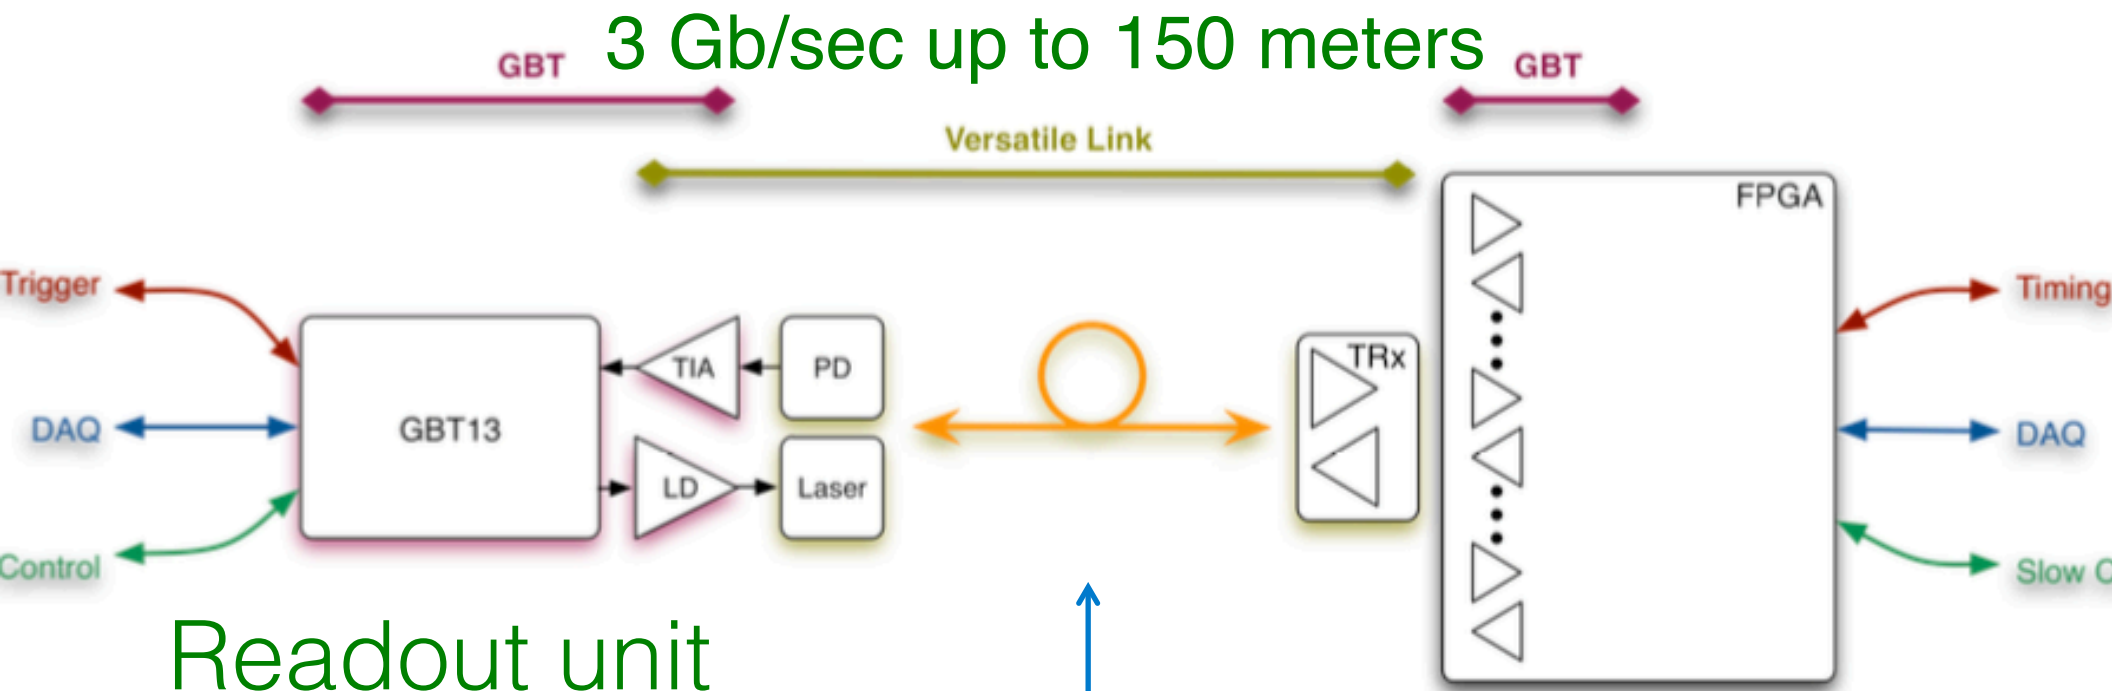 3 Gb/sec up to 150 meters
GBT
GBT
Versatile Link
FPGA
Trigger
Timing
TIA
PD
TRx
DAQ
GBT13
DAQ
LD
Laser
Control
Slow C
Readout unit